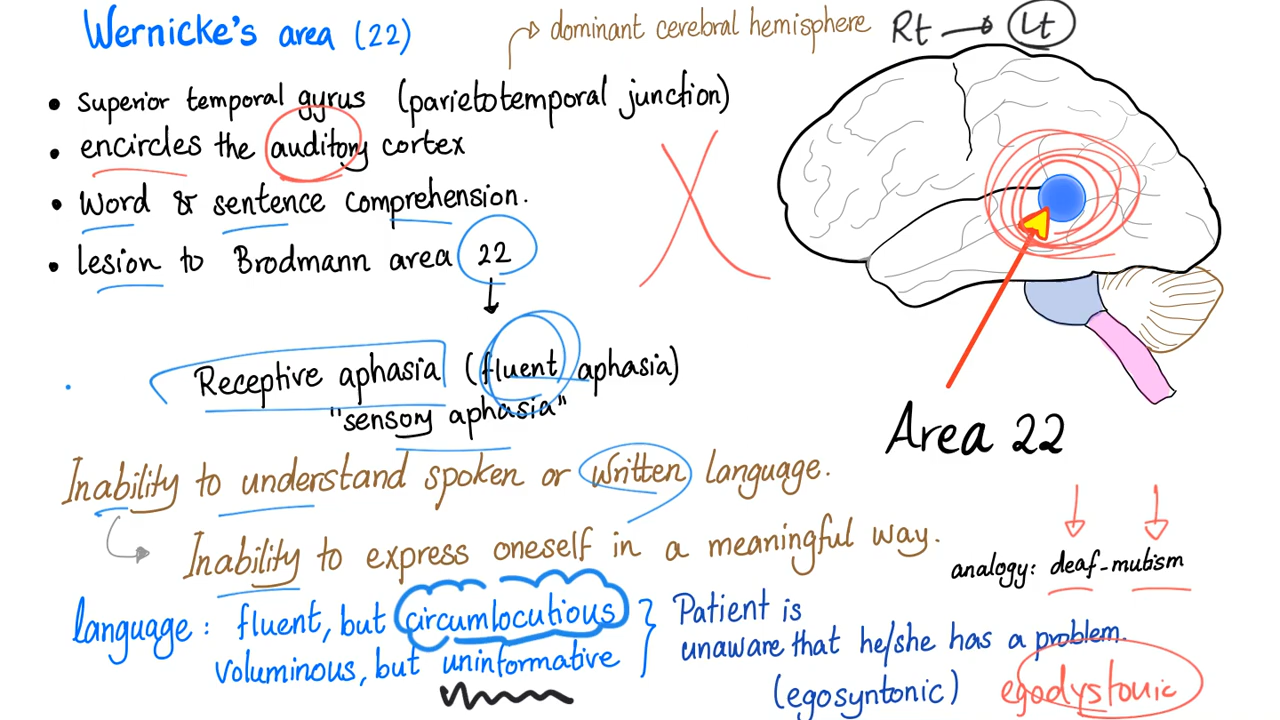 Wernicke's area (22)
dominant cerebral hemisphere
Rt → Lt
• superior temporal gyrus (parietotemporal junction)
• encircles the auditory cortex
• Word & sentence comprehension.
• lesion to Brodmann area 22
Receptive aphasia (fluent aphasia)
"sensory aphasia"
Area 22
Inability to understand spoken or written language.
Inability to express oneself in a meaningful way.
analogy: deaf-mutism
language: fluent, but circumlocutious
voluminous, but uninformative
Patient is
unaware that he/she has a problem.
(egosyntonic)
egodystonic